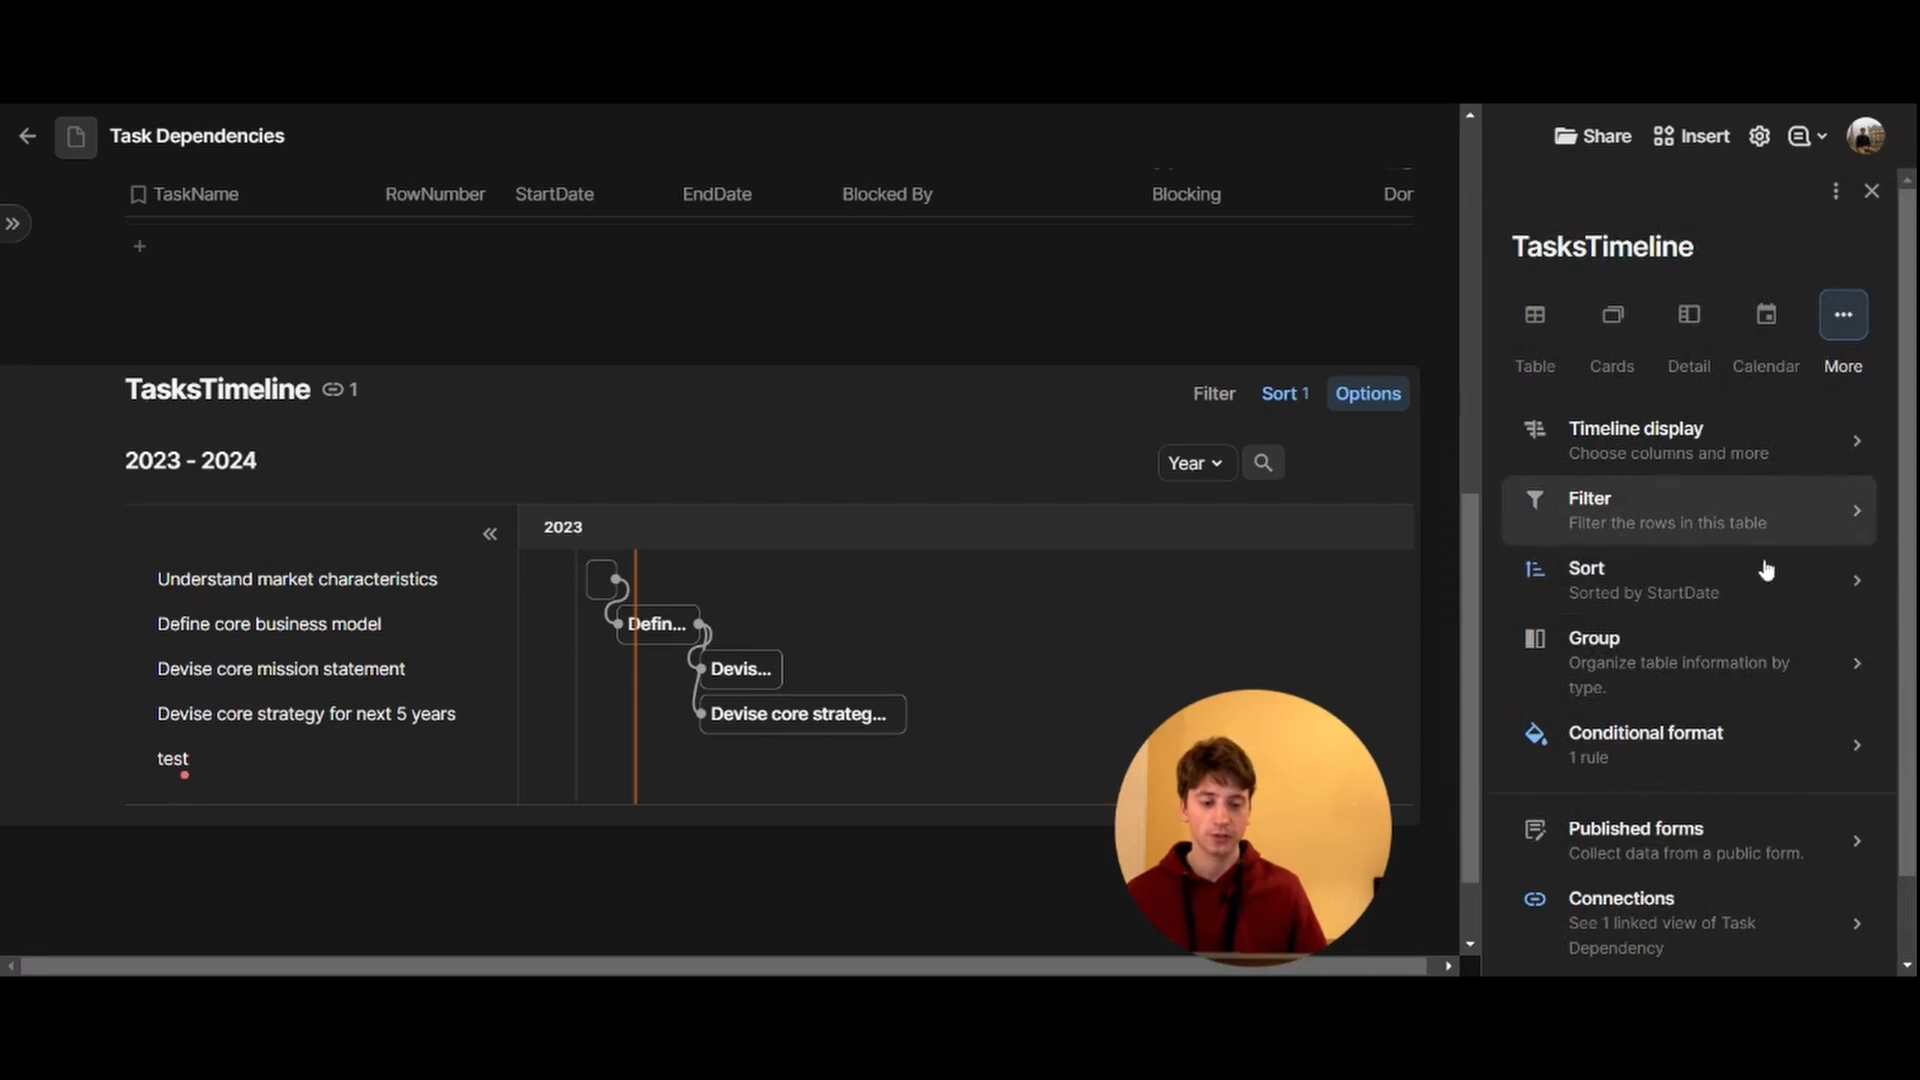 Task Dependencies
Share
Insert
TaskName
RowNumber
StartDate
EndDate
Blocked By
Blocking
Dor
TasksTimeline
1
Filter
Sort 1
Options
2023 - 2024
Year
2023
Understand market characteristics
Define core business model
Defin...
Devise core mission statement
Devis...
Devise core strategy for next 5 years
Devise core strateg...
test
TasksTimeline
Table
Cards
Detail
Calendar
More
Timeline display
Choose columns and more
Filter
Filter the rows in this table
Sort
Sorted by StartDate
Group
Organize table information by
type.
Conditional format
1 rule
Published forms
Collect data from a public form.
Connections
See 1 linked view of Task
Dependency